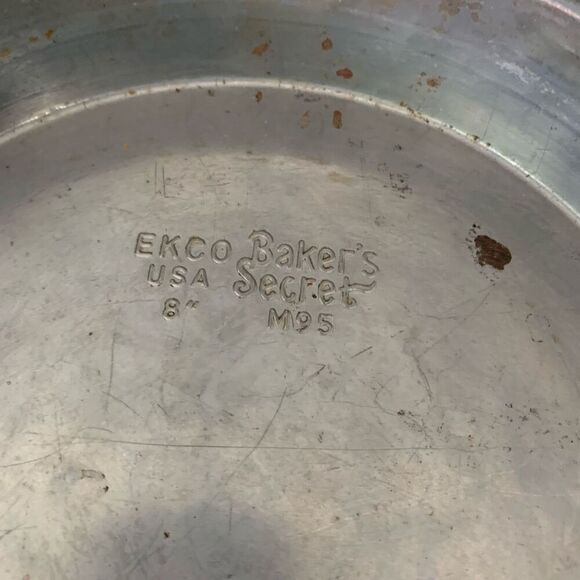 EKCO Baker's
USA Secret
8" M95